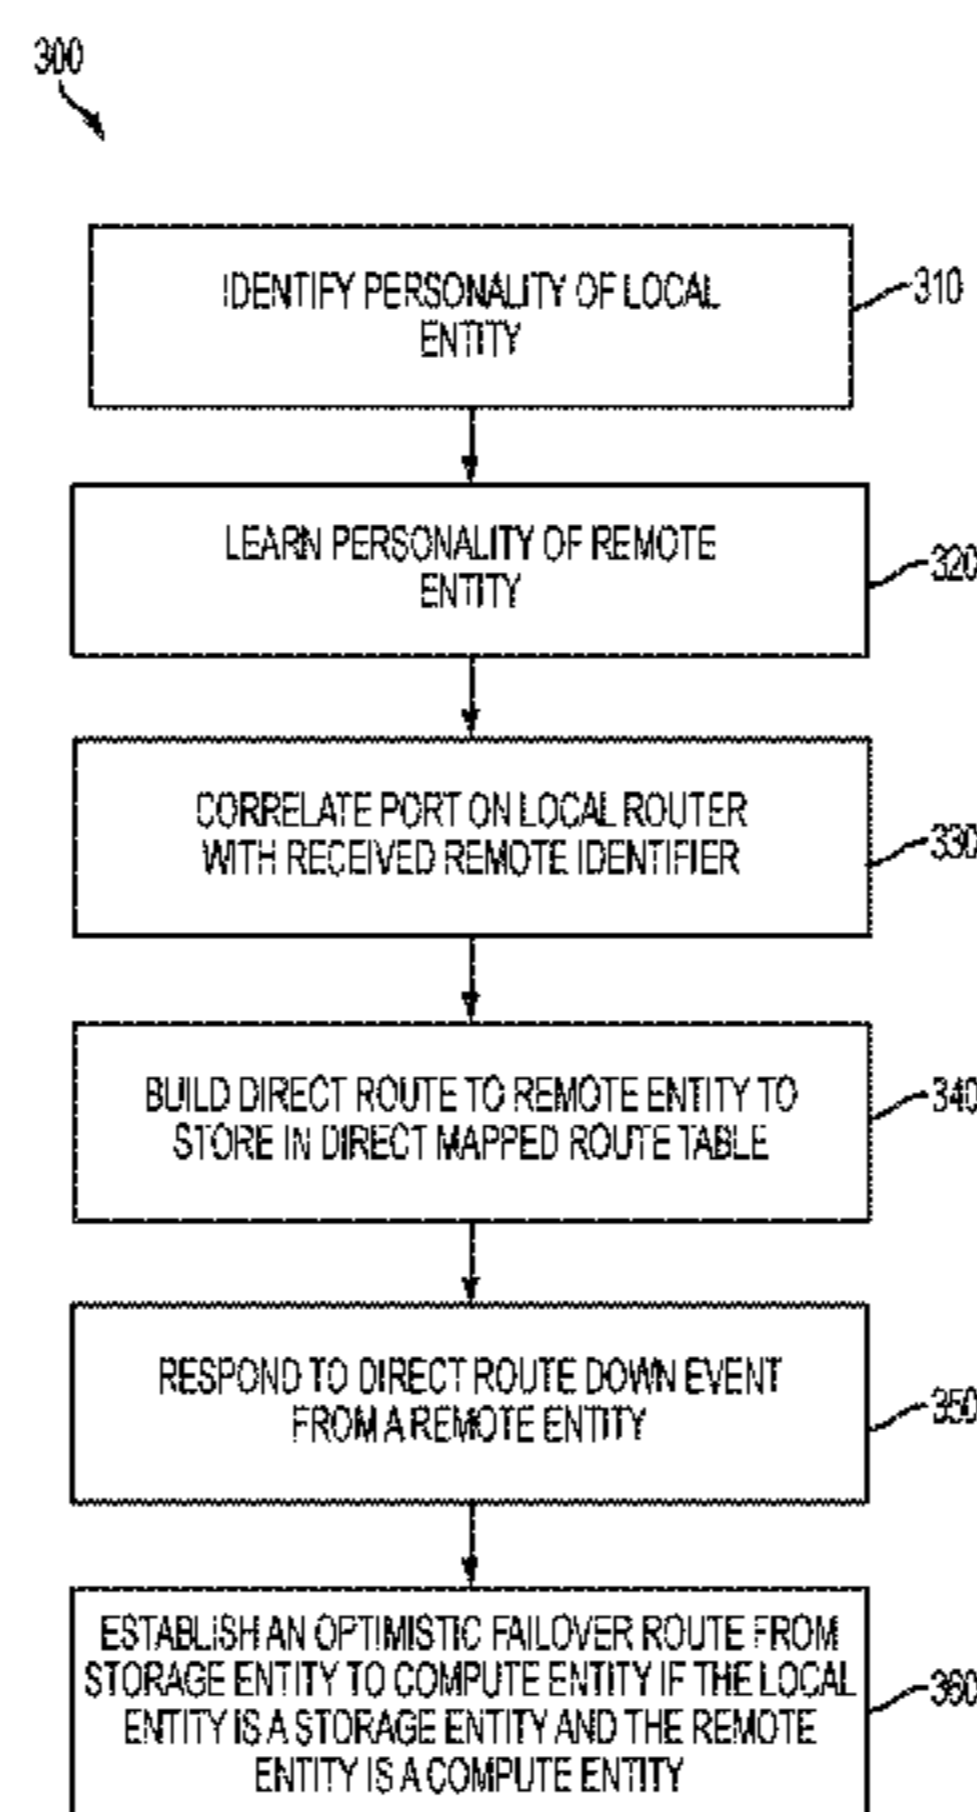 300
IDENTIFY PERSONALITY OF LOCAL
ENTITY
310
LEARN PERSONALITY OF REMOTE
ENTITY
320
CORRELATE PORT ON LOCAL ROUTER
WITH RECEIVED REMOTE IDENTIFIER
330
BUILD DIRECT ROUTE TO REMOTE ENTITY TO
STORE IN DIRECT MAPPED ROUTE TABLE
340
RESPOND TO DIRECT ROUTE DOWN EVENT
FROM A REMOTE ENTITY
350
ESTABLISH AN OPTIMISTIC FAILOVER ROUTE FROM
STORAGE ENTITY TO COMPUTE ENTITY IF THE LOCAL
ENTITY IS A STORAGE ENTITY AND THE REMOTE
ENTITY IS A COMPUTE ENTITY
360